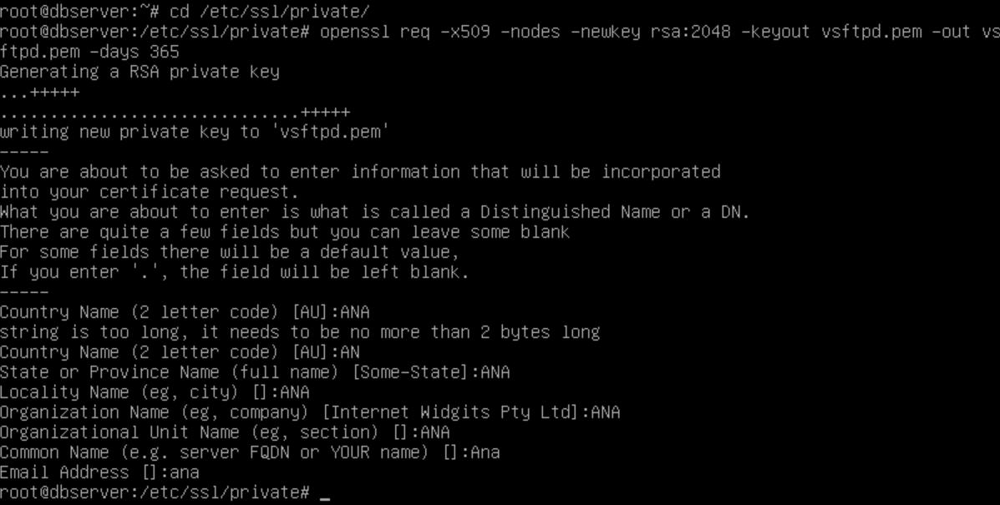 root@dbserver:~# cd /etc/ssl/private/
root@dbserver:/etc/ssl/private# openssl req -x509 -nodes -newkey rsa:2048 -keyout vsftpd.pem -out vs
ftpd.pem -days 365
Generating a RSA private key
...+++++
..............................+++++
writing new private key to 'vsftpd.pem'
-----
You are about to be asked to enter information that will be incorporated
into your certificate request.
What you are about to enter is what is called a Distinguished Name or a DN.
There are quite a few fields but you can leave some blank
For some fields there will be a default value,
If you enter '.', the field will be left blank.
-----
Country Name (2 letter code) [AU]:ANA
string is too long, it needs to be no more than 2 bytes long
Country Name (2 letter code) [AU]:AN
State or Province Name (full name) [Some-State]:ANA
Locality Name (eg, city) []:ANA
Organization Name (eg, company) [Internet Widgits Pty Ltd]:ANA
Organizational Unit Name (eg, section) []:ANA
Common Name (e.g. server FQDN or YOUR name) []:Ana
Email Address []:ana
root@dbserver:/etc/ssl/private# _